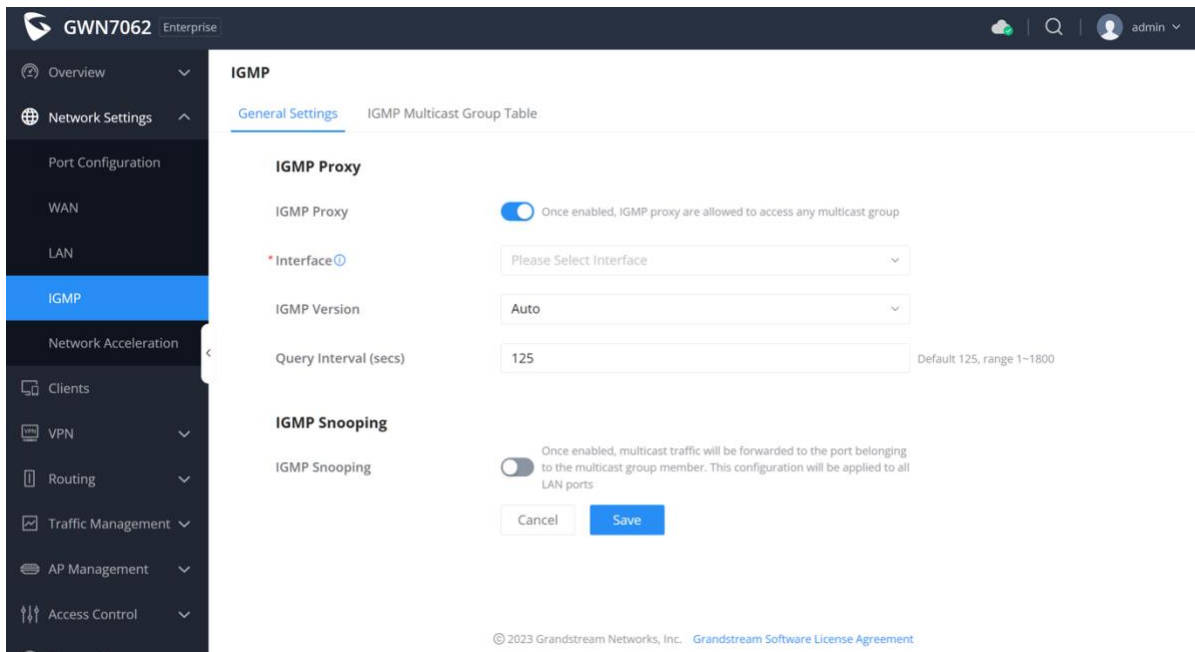 GWN7062 Enterprise
admin
Overview
Network Settings
Port Configuration
WAN
LAN
IGMP
Network Acceleration
Clients
VPN
VPN
Routing
Traffic Management
AP Management
Access Control
IGMP
General Settings IGMP Multicast Group Table
IGMP Proxy
IGMP Proxy Once enabled, IGMP proxy are allowed to access any multicast group
* Interface Please Select Interface
IGMP Version Auto
Query Interval (secs) 125 Default 125, range 1~1800
IGMP Snooping
IGMP Snooping
Once enabled, multicast traffic will be forwarded to the port belonging
to the multicast group member. This configuration will be applied to all
LAN ports
Cancel Save
© 2023 Grandstream Networks, Inc. Grandstream Software License Agreement